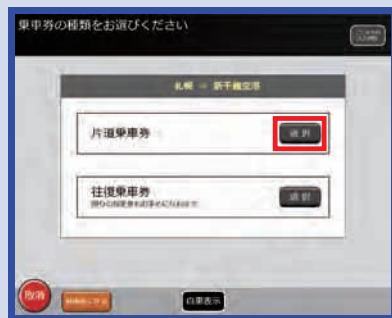 乗車券の種類をお選びください
札幌 → 新千歳空港
片道乗車券
選択
往復乗車券
選択
取消
白黒表示